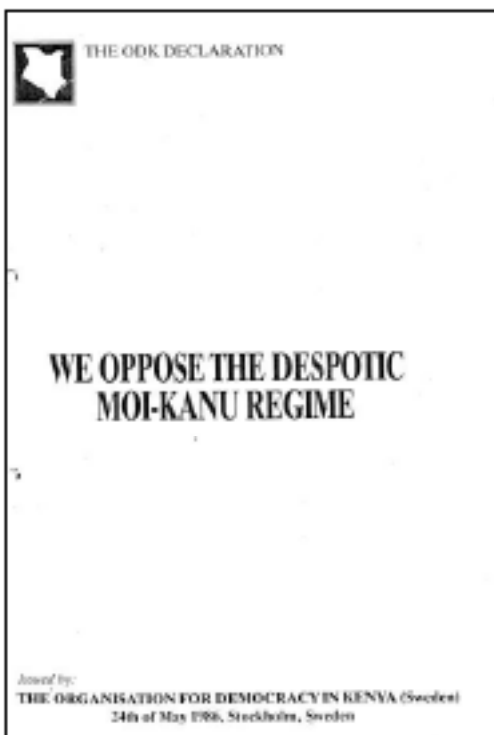 THE ODK DECLARATION
WE OPPOSE THE DESPOTIC
MOI-KANU REGIME
Issued by:
THE ORGANISATION FOR DEMOCRACY IN KENYA (Sweden)
24th of May 1986, Stockholm, Sweden